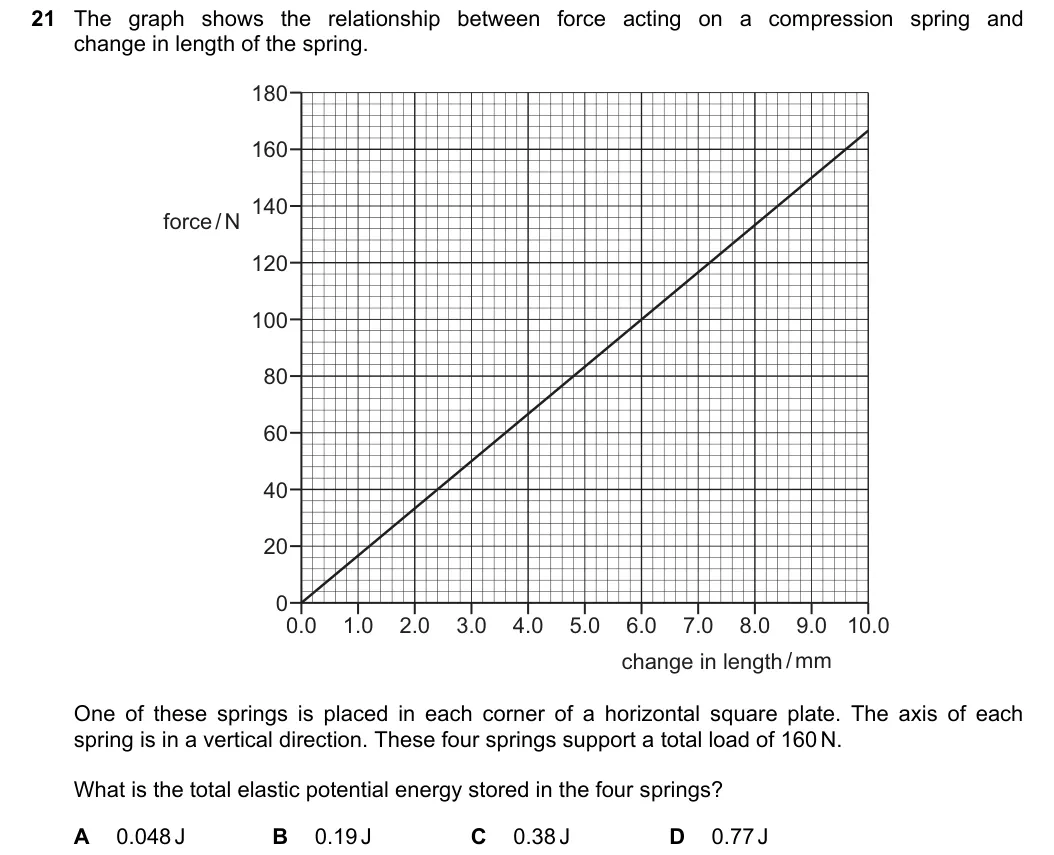 21 The graph shows the relationship between force acting on a compression spring and
change in length of the spring.
180
160
140
force / N
120
100
80
60
40
20
0
0.0 1.0 2.0 3.0 4.0 5.0 6.0 7.0 8.0 9.0 10.0
change in length / mm
One of these springs is placed in each corner of a horizontal square plate. The axis of each
spring is in a vertical direction. These four springs support a total load of 160 N.
What is the total elastic potential energy stored in the four springs?
A 0.048 J B 0.19 J C 0.38 J D 0.77 J